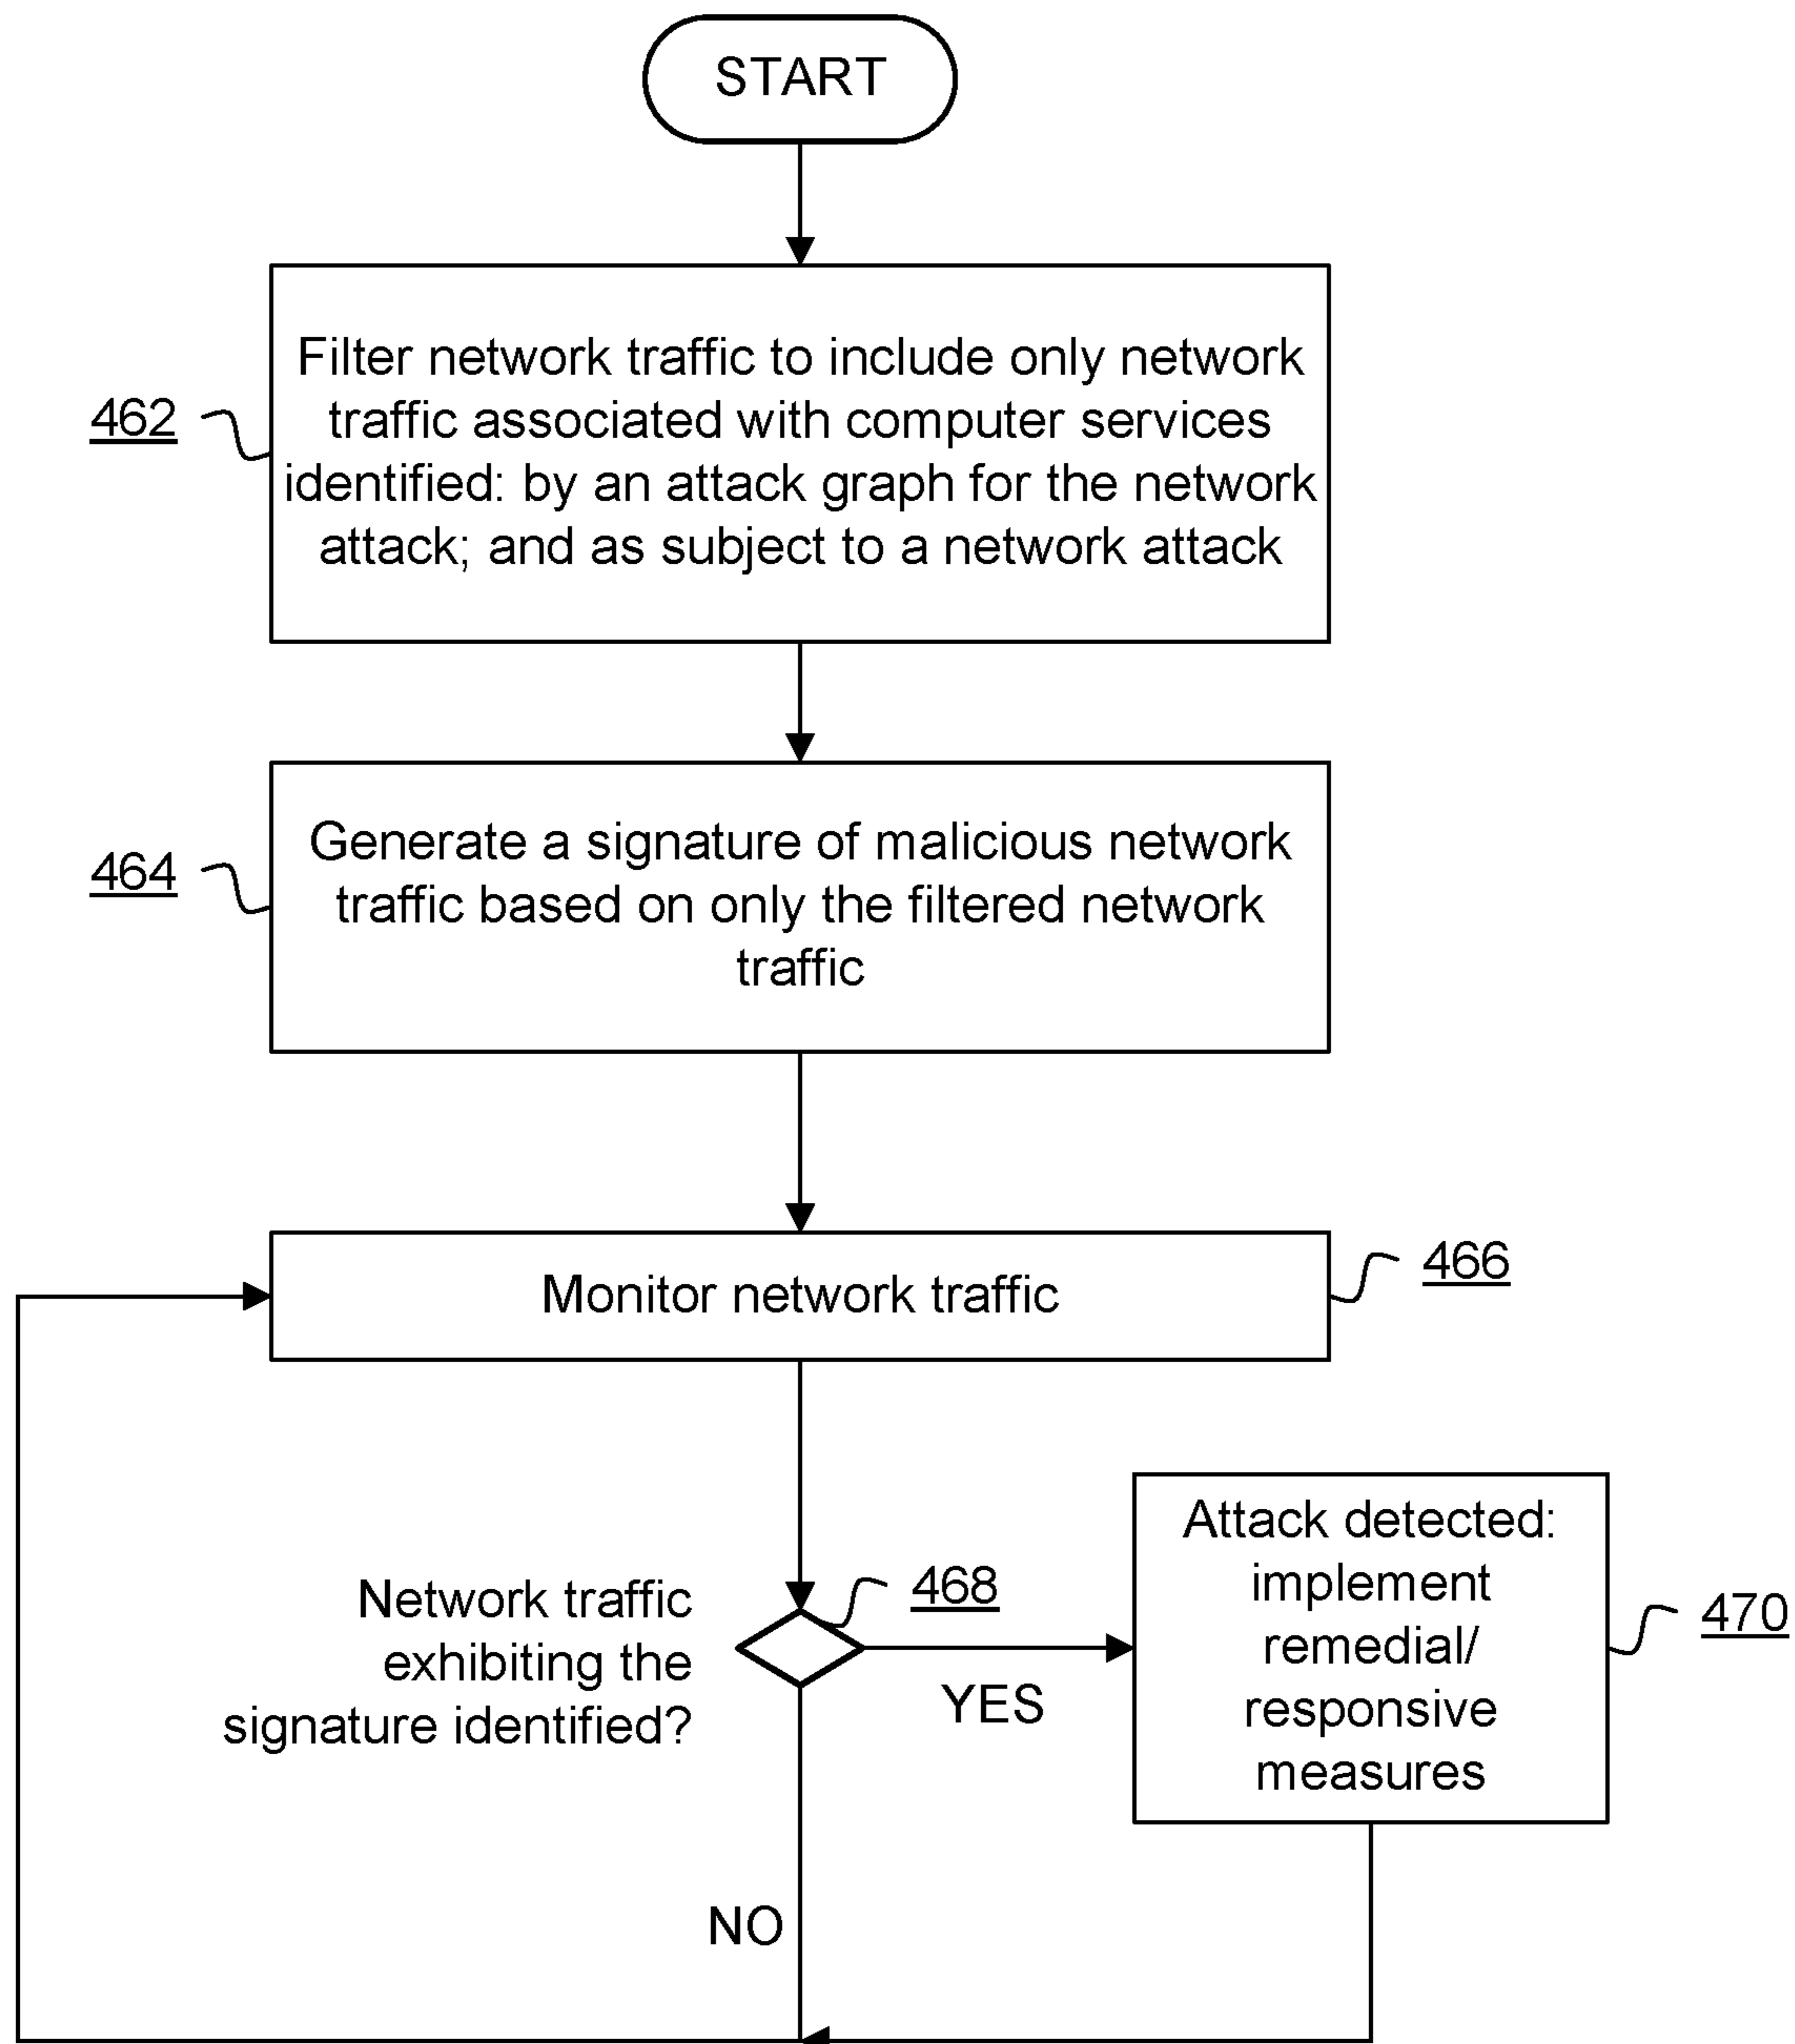 START
Filter network traffic to include only network
traffic associated with computer services
identified: by an attack graph for the network
attack; and as subject to a network attack
462
Generate a signature of malicious network
traffic based on only the filtered network
traffic
464
Monitor network traffic
466
Network traffic
exhibiting the
signature identified?
468
YES
Attack detected:
implement
remedial/
responsive
measures
470
NO